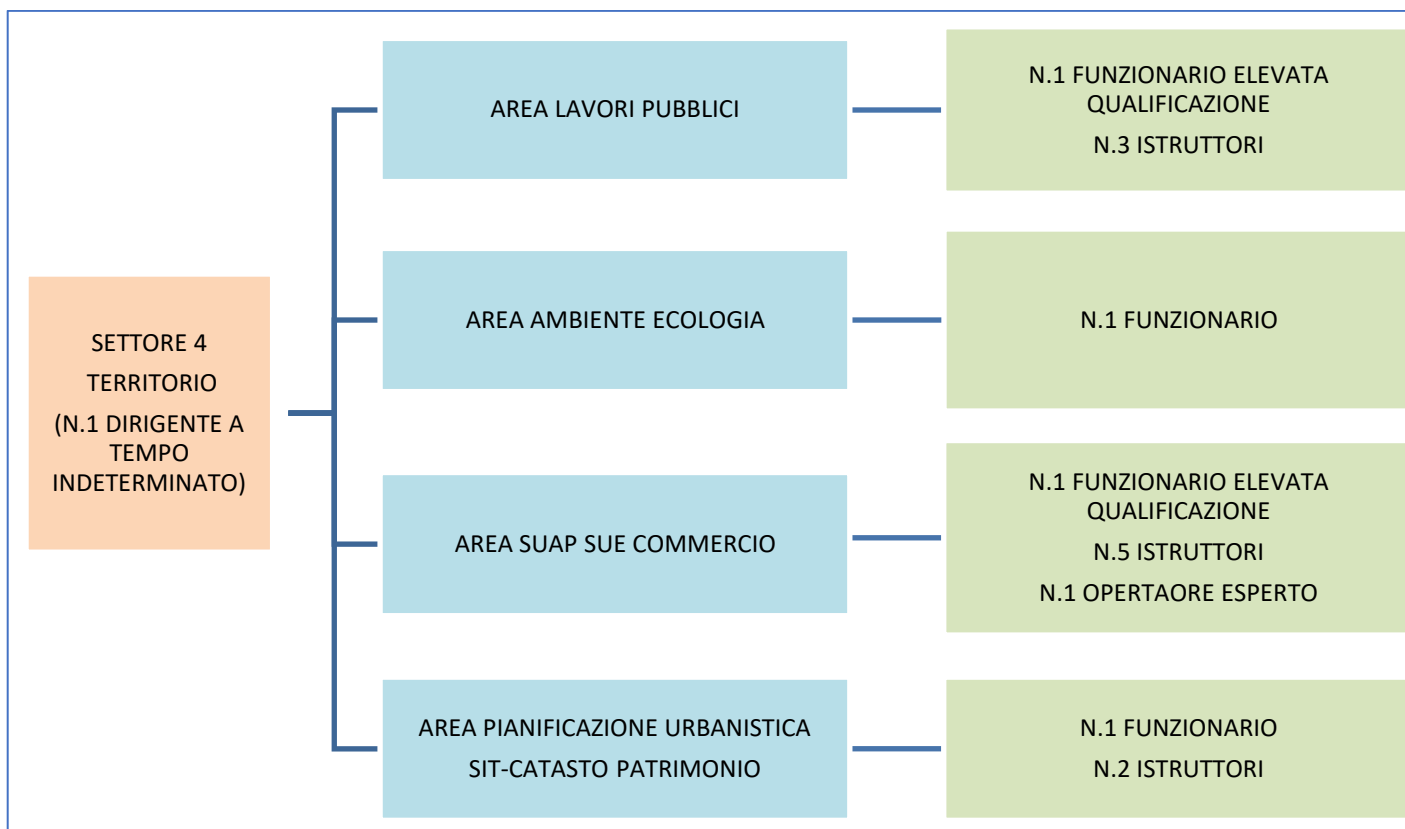 SETTORE 4
TERRITORIO
(N.1 DIRIGENTE A
TEMPO
INDETERMINATO)
AREA LAVORI PUBBLICI
N.1 FUNZIONARIO ELEVATA
QUALIFICAZIONE
N.3 ISTRUTTORI
AREA AMBIENTE ECOLOGIA
N.1 FUNZIONARIO
AREA SUAP SUE COMMERCIO
N.1 FUNZIONARIO ELEVATA
QUALIFICAZIONE
N.5 ISTRUTTORI
N.1 OPERTAORE ESPERTO
AREA PIANIFICAZIONE URBANISTICA
SIT-CATASTO PATRIMONIO
N.1 FUNZIONARIO
N.2 ISTRUTTORI